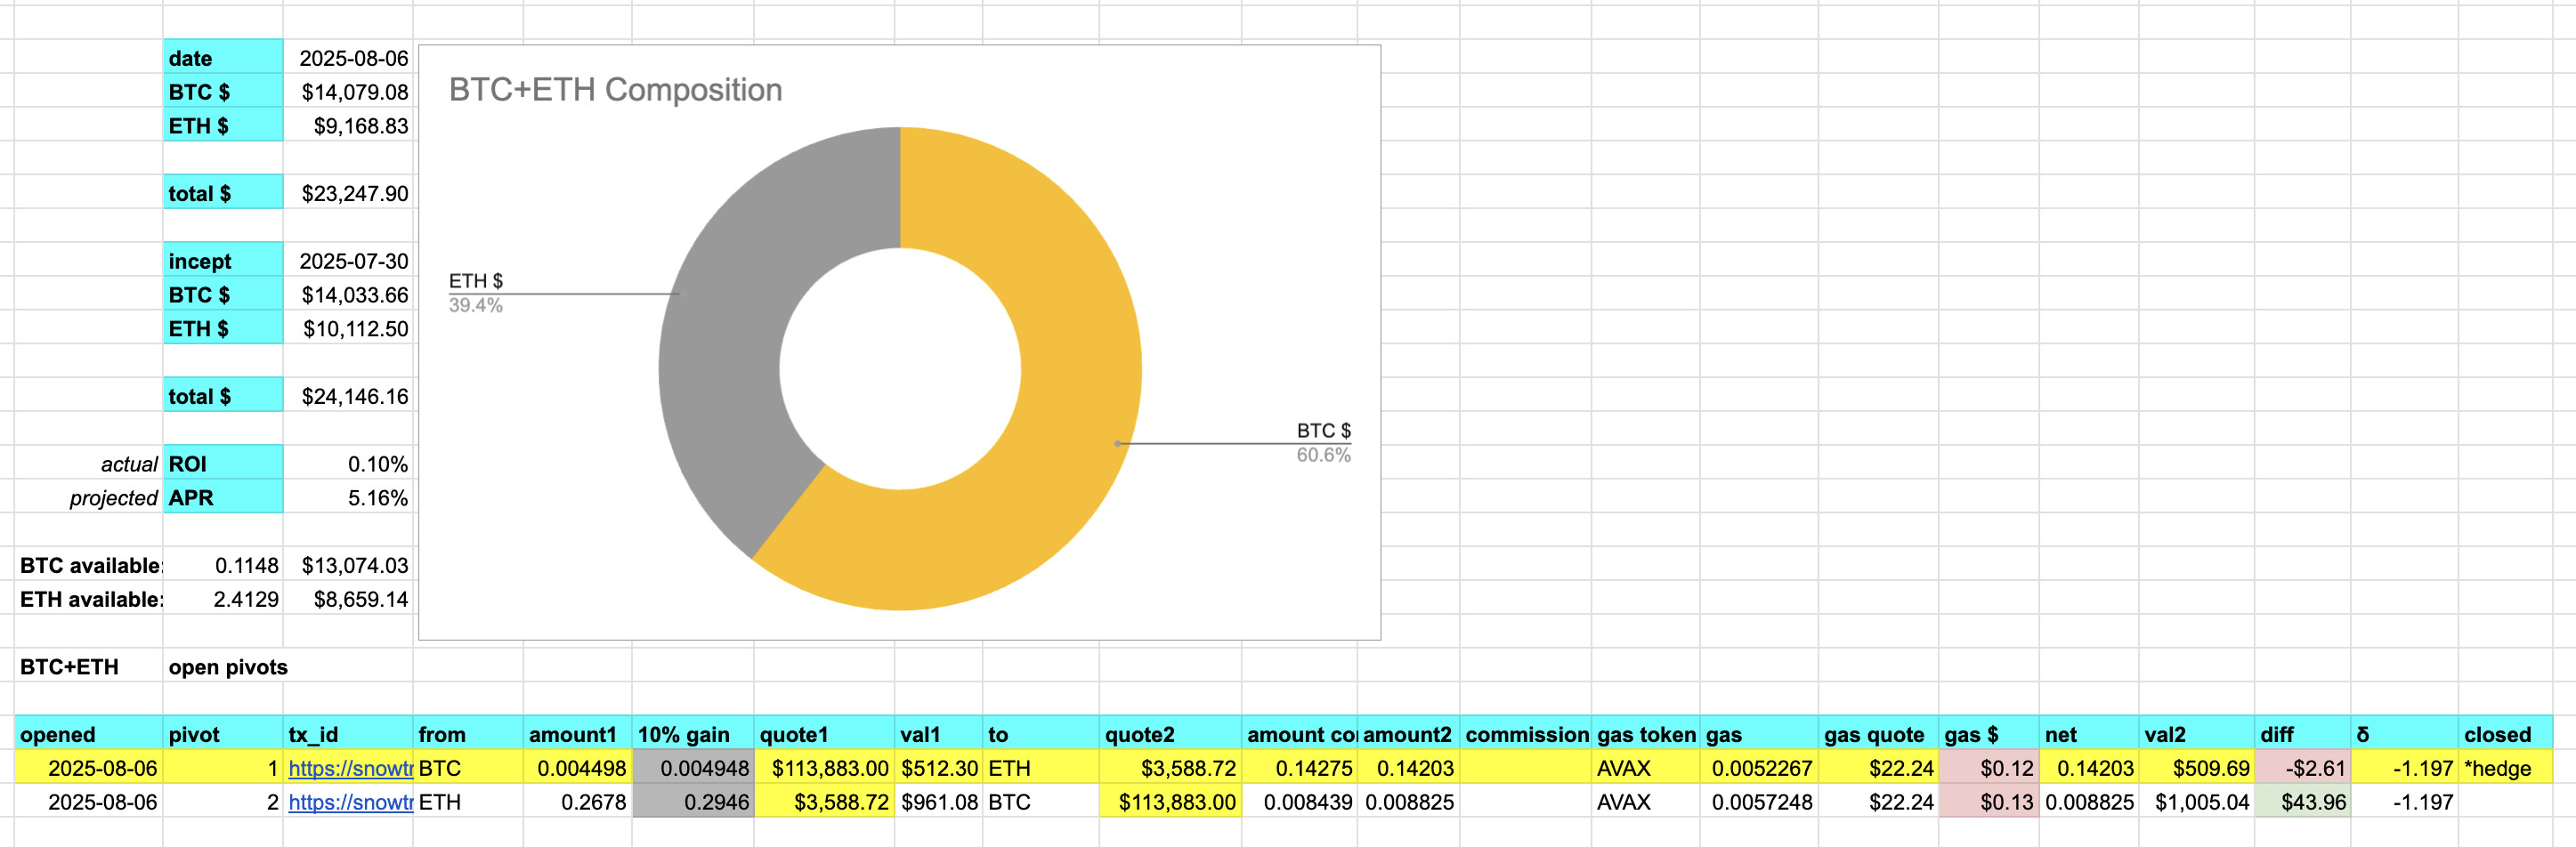 date 2025-08-06
BTC $ $14,079.08
ETH $ $9,168.83
total $ $23,247.90
incept 2025-07-30
BTC $ $14,033.66
ETH $ $10,112.50
total $ $24,146.16
actual ROI 0.10%
projected APR 5.16%
BTC available: 0.1148 $13,074.03
ETH available: 2.4129 $8,659.14
BTC+ETH Composition
ETH $
39.4%
BTC $
60.6%
BTC+ETH open pivots
opened pivot tx_id from amount1 10% gain quote1 val1 to quote2 amount co amount2 commission gas token gas gas quote gas $ net val2 diff δ closed
2025-08-06 1 https://snowtr BTC 0.004498 0.004948 $113,883.00 $512.30 ETH $3,588.72 0.14275 0.14203 AVAX 0.0052267 $22.24 $0.12 0.14203 $509.69 -$2.61 -1.197 *hedge
2025-08-06 2 https://snowtr ETH 0.2678 0.2946 $3,588.72 $961.08 BTC $113,883.00 0.008439 0.008825 AVAX 0.0057248 $22.24 $0.13 0.008825 $1,005.04 $43.96 -1.197